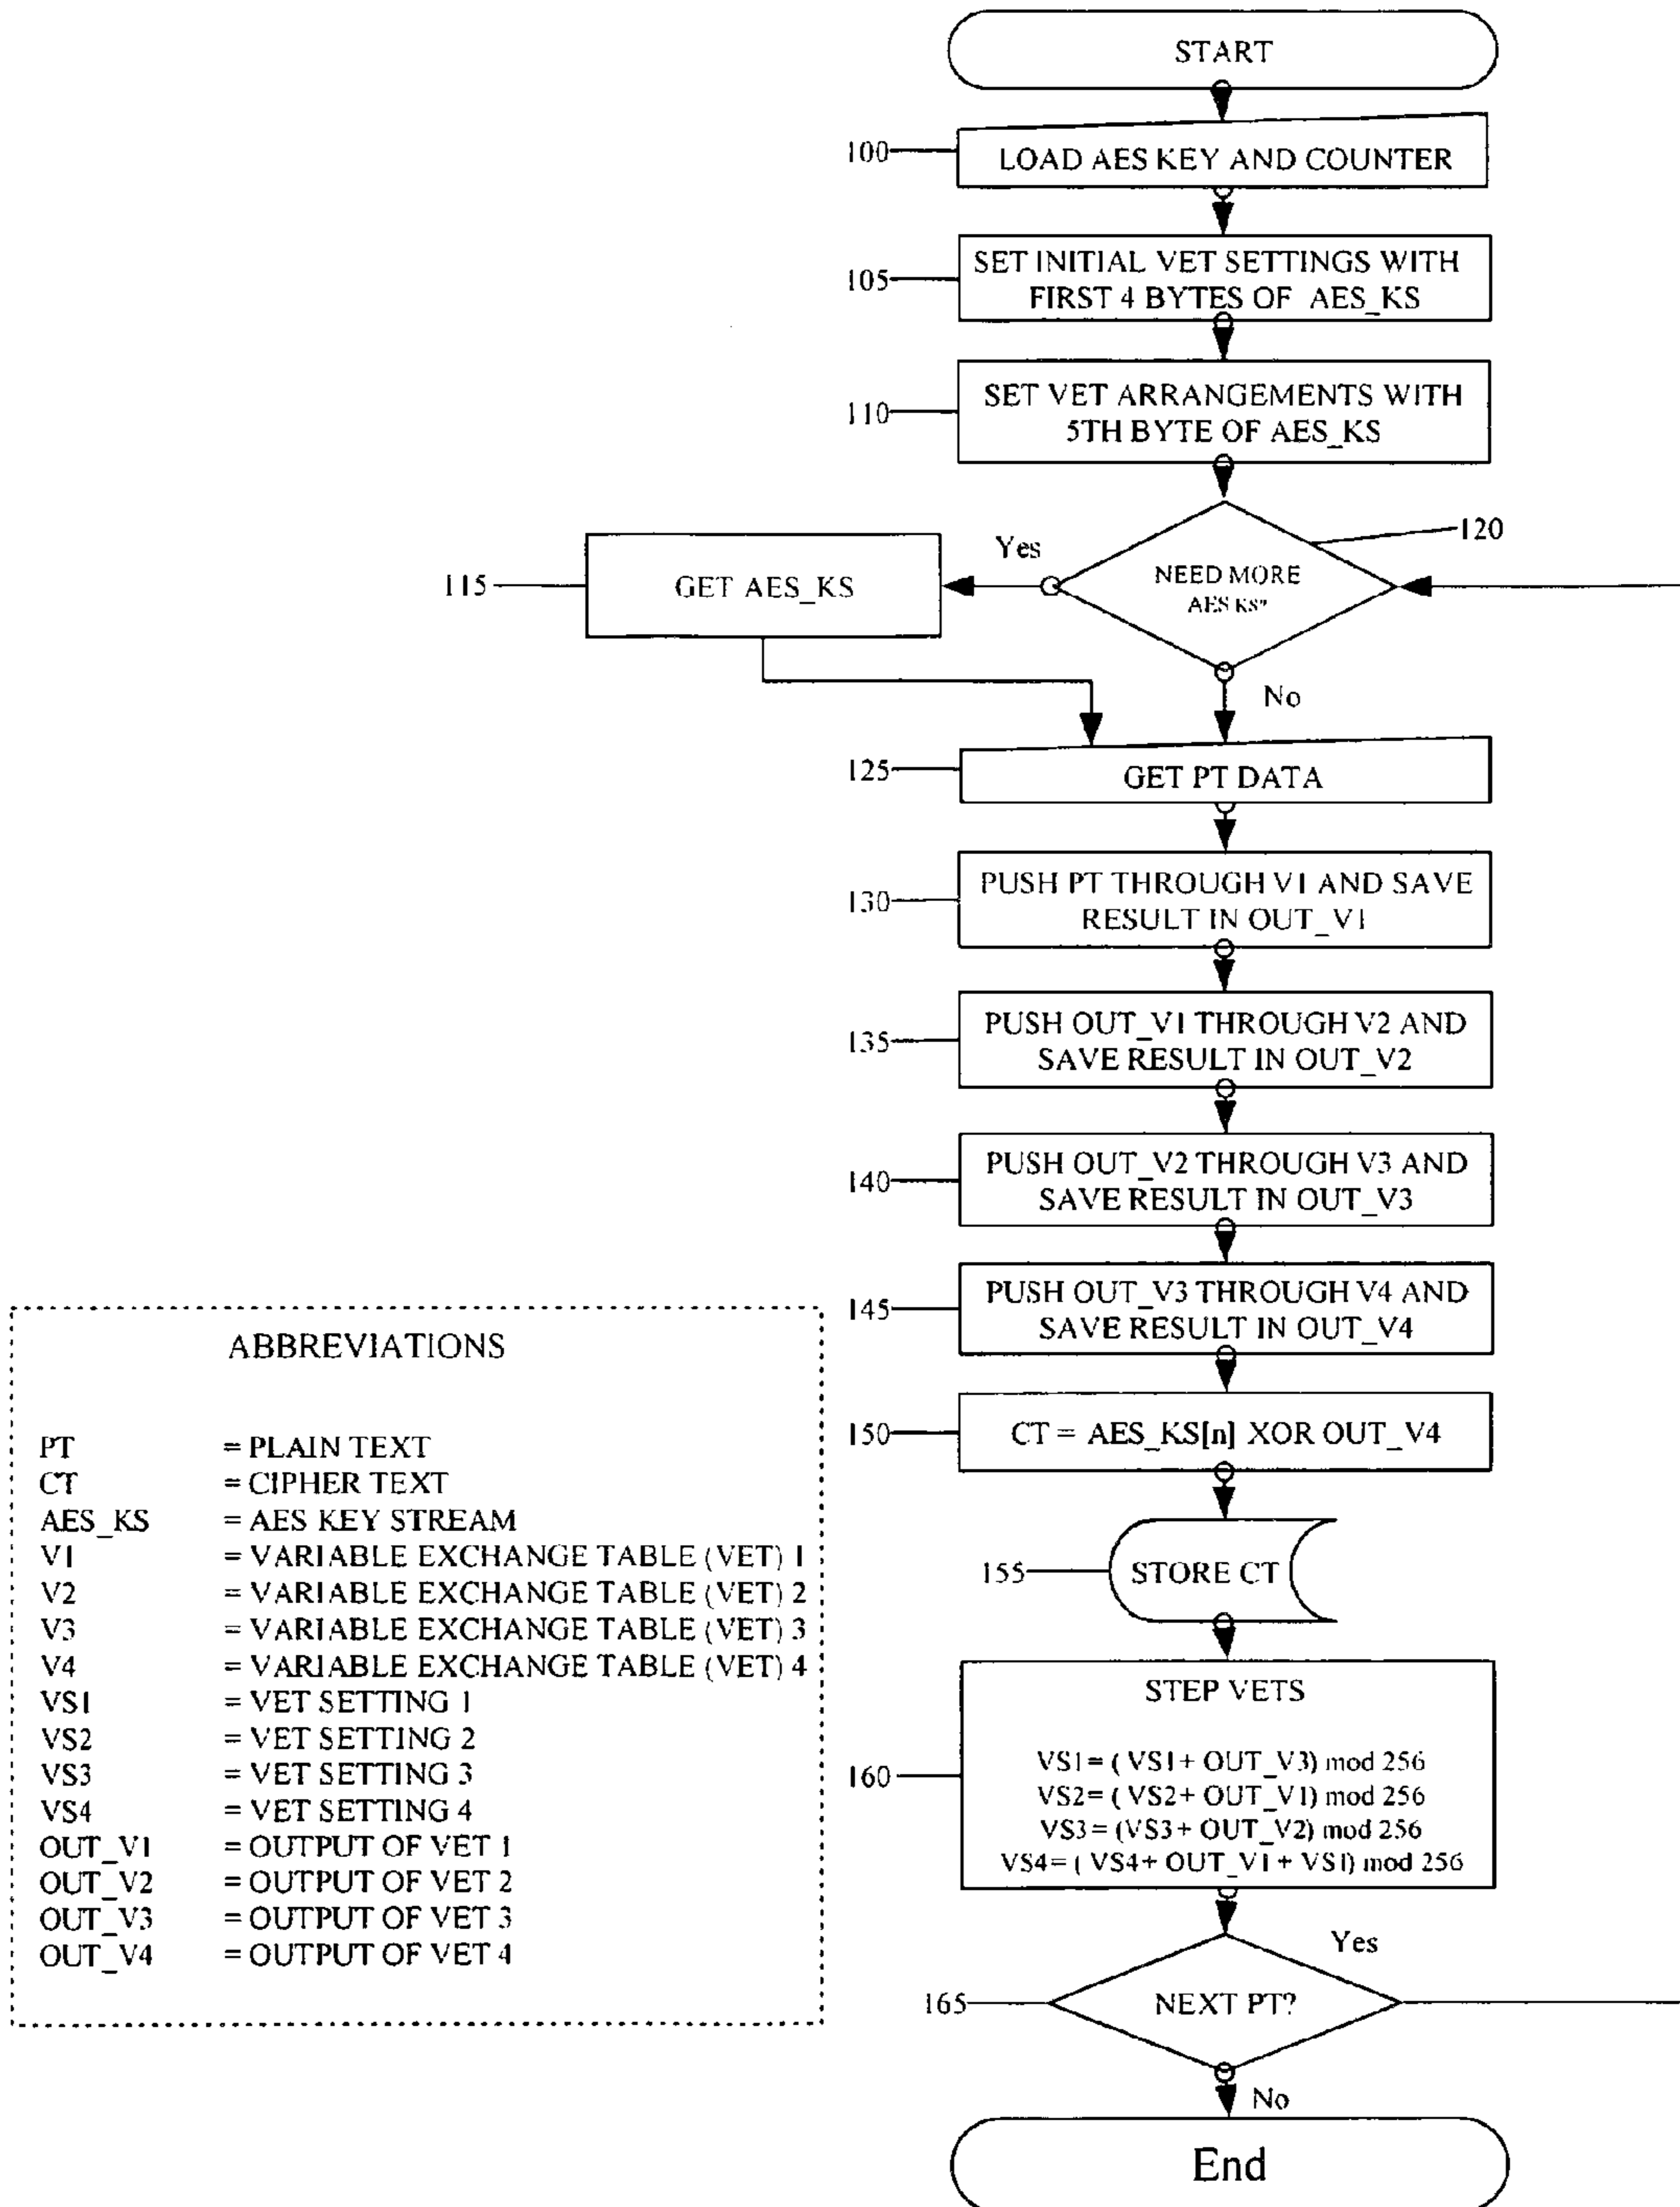 START
100
LOAD AES KEY AND COUNTER
105
SET INITIAL VET SETTINGS WITH
FIRST 4 BYTES OF AES_KS
110
SET VET ARRANGEMENTS WITH
5TH BYTE OF AES_KS
120
Yes
NEED MORE
AES KS?
115
GET AES_KS
No
125
GET PT DATA
130
PUSH PT THROUGH V1 AND SAVE
RESULT IN OUT_V1
135
PUSH OUT_V1 THROUGH V2 AND
SAVE RESULT IN OUT_V2
140
PUSH OUT_V2 THROUGH V3 AND
SAVE RESULT IN OUT_V3
145
PUSH OUT_V3 THROUGH V4 AND
SAVE RESULT IN OUT_V4
150
CT = AES_KS[n] XOR OUT_V4
155
STORE CT
160
STEP VETS
VS1= ( VS1+ OUT_V3) mod 256
VS2= ( VS2+ OUT_V1) mod 256
VS3= (VS3+ OUT_V2) mod 256
VS4= ( VS4+ OUT_V1 + VS1) mod 256
Yes
165
NEXT PT?
No
End
ABBREVIATIONS
PT = PLAIN TEXT
CT = CIPHER TEXT
AES_KS = AES KEY STREAM
V1 = VARIABLE EXCHANGE TABLE (VET) 1
V2 = VARIABLE EXCHANGE TABLE (VET) 2
V3 = VARIABLE EXCHANGE TABLE (VET) 3
V4 = VARIABLE EXCHANGE TABLE (VET) 4
VS1 = VET SETTING 1
VS2 = VET SETTING 2
VS3 = VET SETTING 3
VS4 = VET SETTING 4
OUT_V1 = OUTPUT OF VET 1
OUT_V2 = OUTPUT OF VET 2
OUT_V3 = OUTPUT OF VET 3
OUT_V4 = OUTPUT OF VET 4